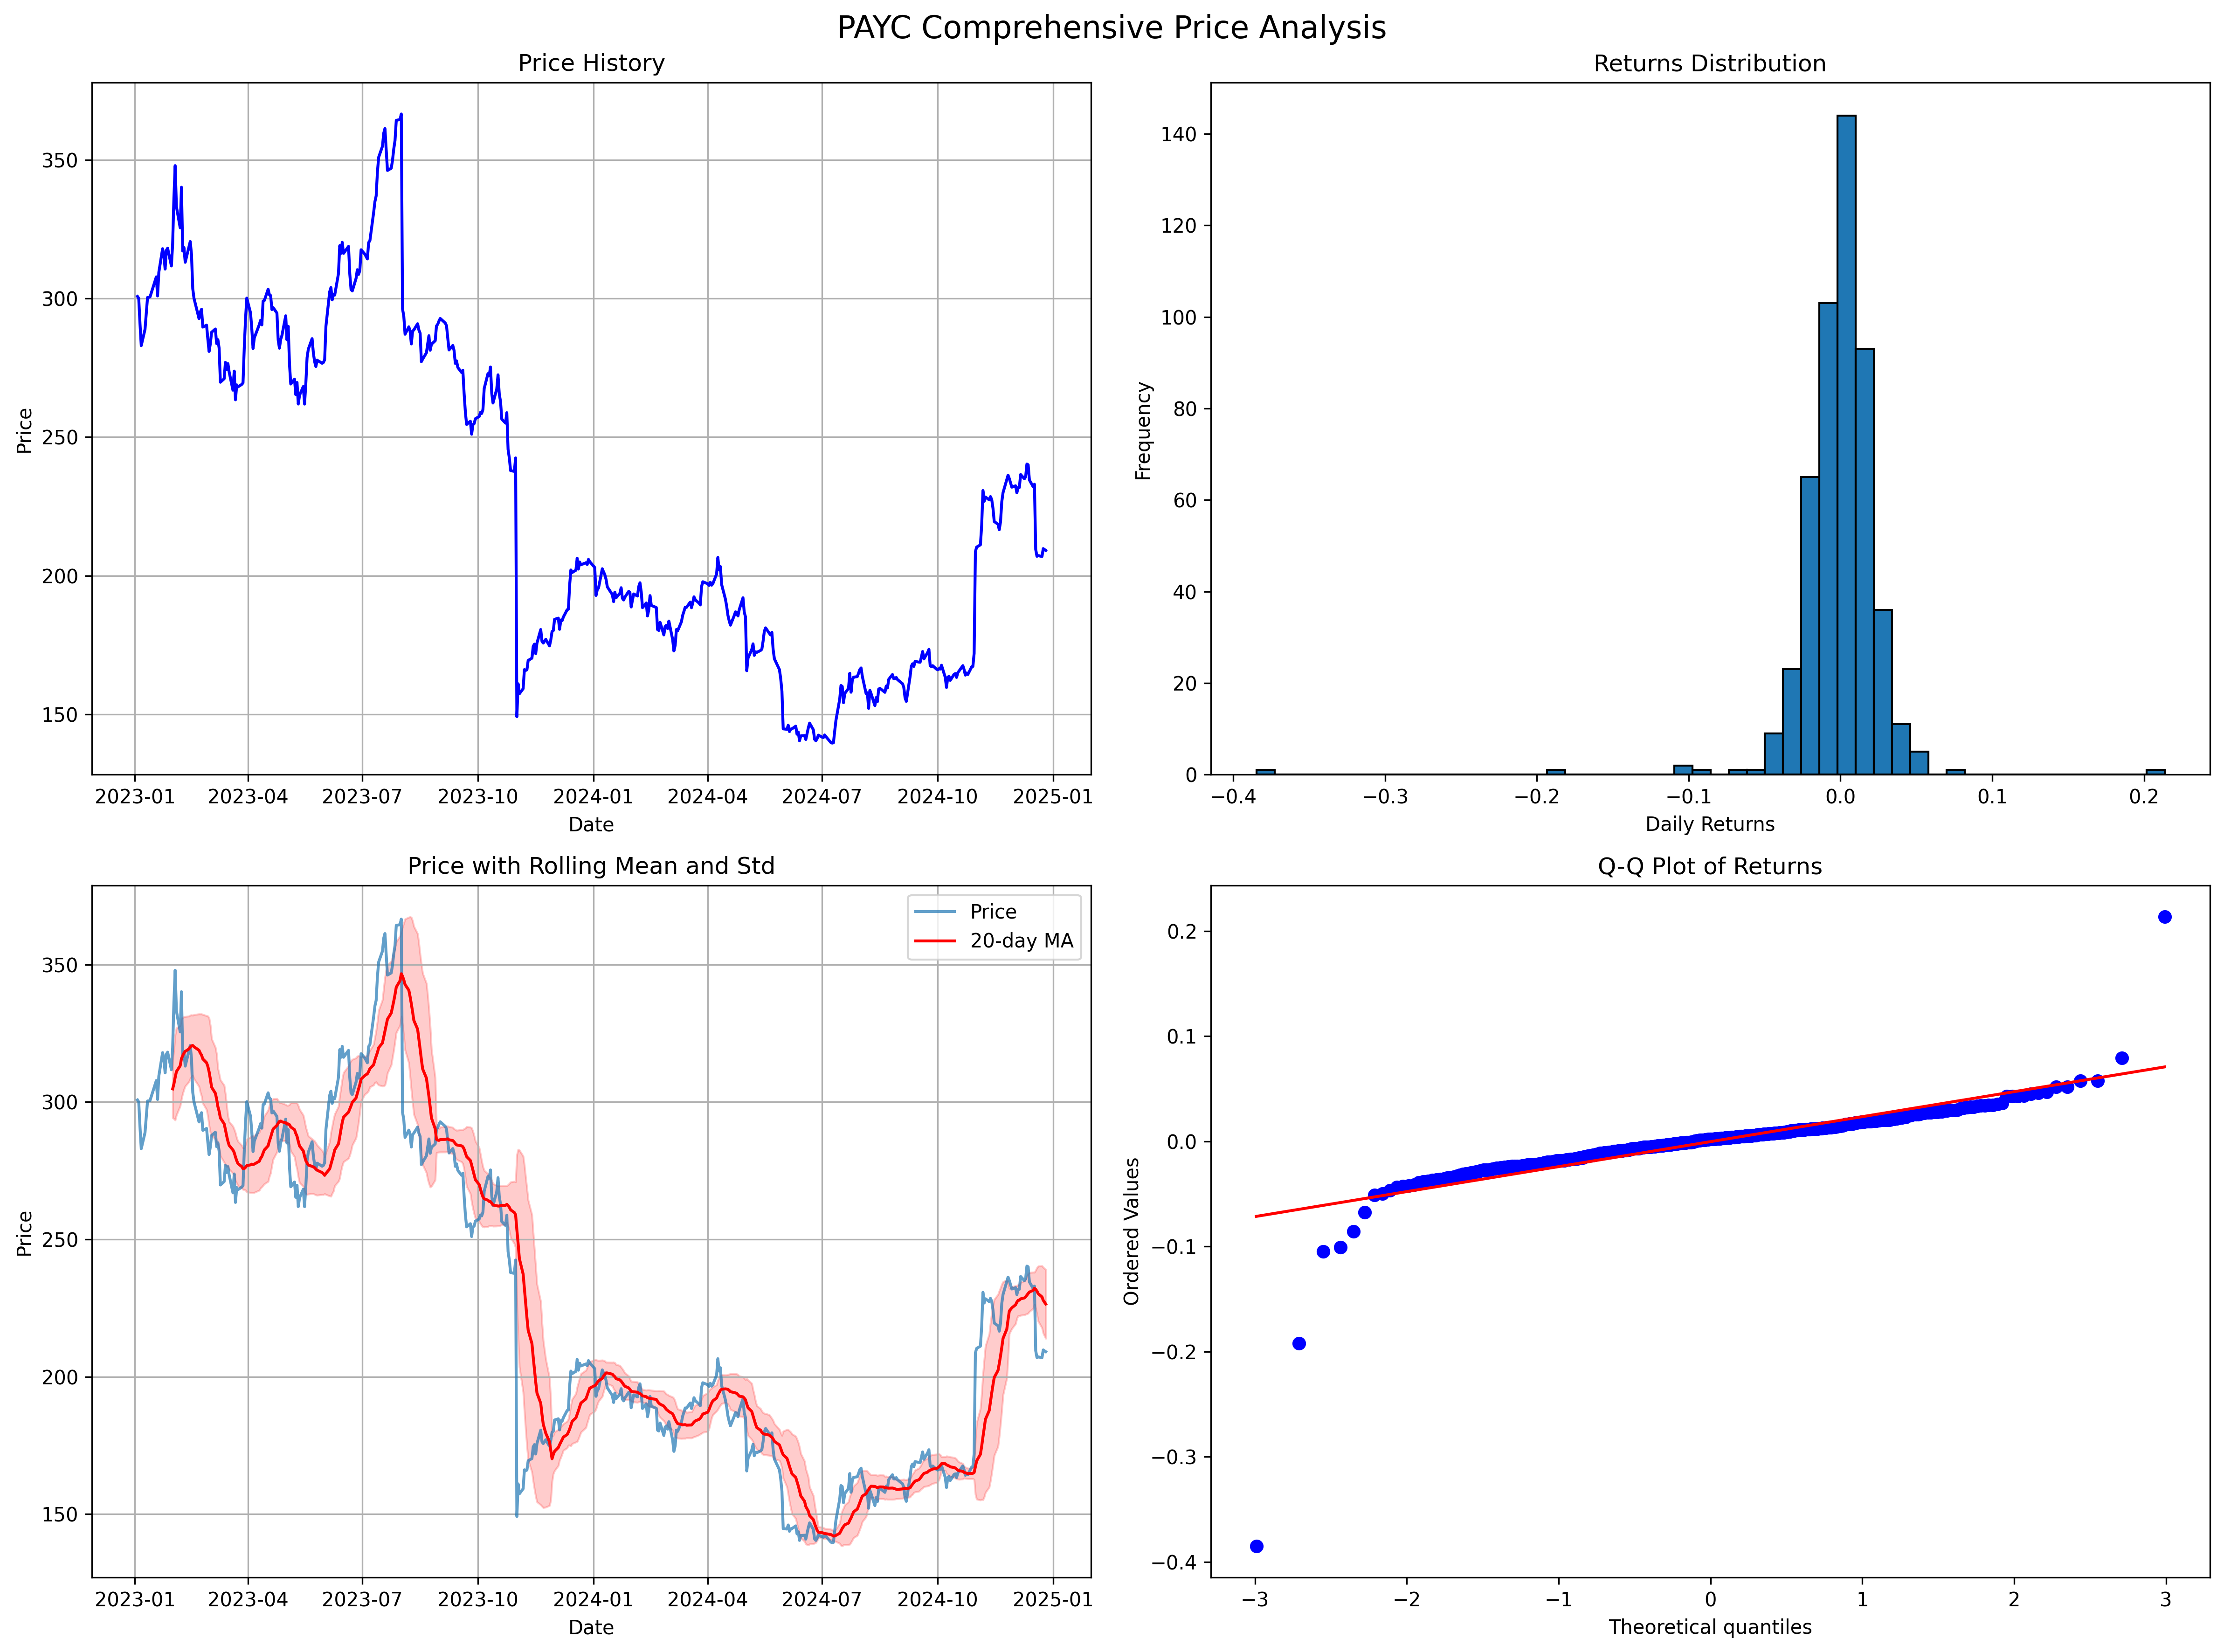 PAYC Comprehensive Price Analysis
Price History
Price
350
300
250
200
150
2023-01 2023-04 2023-07 2023-10 2024-01 2024-04 2024-07 2024-10 2025-01
Date
Returns Distribution
Frequency
140
120
100
80
60
40
20
0
−0.4 −0.3 −0.2 −0.1 0.0 0.1 0.2
Daily Returns
Price with Rolling Mean and Std
Price
20-day MA
Price
350
300
250
200
150
2023-01 2023-04 2023-07 2023-10 2024-01 2024-04 2024-07 2024-10 2025-01
Date
Q-Q Plot of Returns
Ordered Values
0.2
0.1
0.0
−0.1
−0.2
−0.3
−0.4
−3 −2 −1 0 1 2 3
Theoretical quantiles